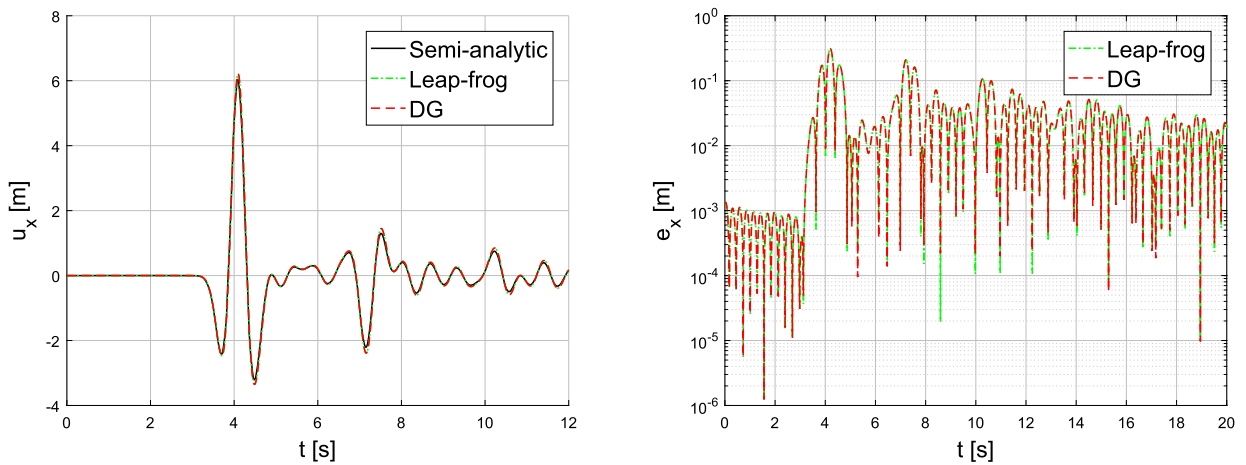 8
6
4
2
0
-2
-4
u_x [m]
0 2 4 6 8 10 12
t [s]
Semi-analytic
Leap-frog
DG
10^0
10^-1
10^-2
10^-3
10^-4
10^-5
10^-6
e_x [m]
0 2 4 6 8 10 12 14 16 18 20
t [s]
Leap-frog
DG